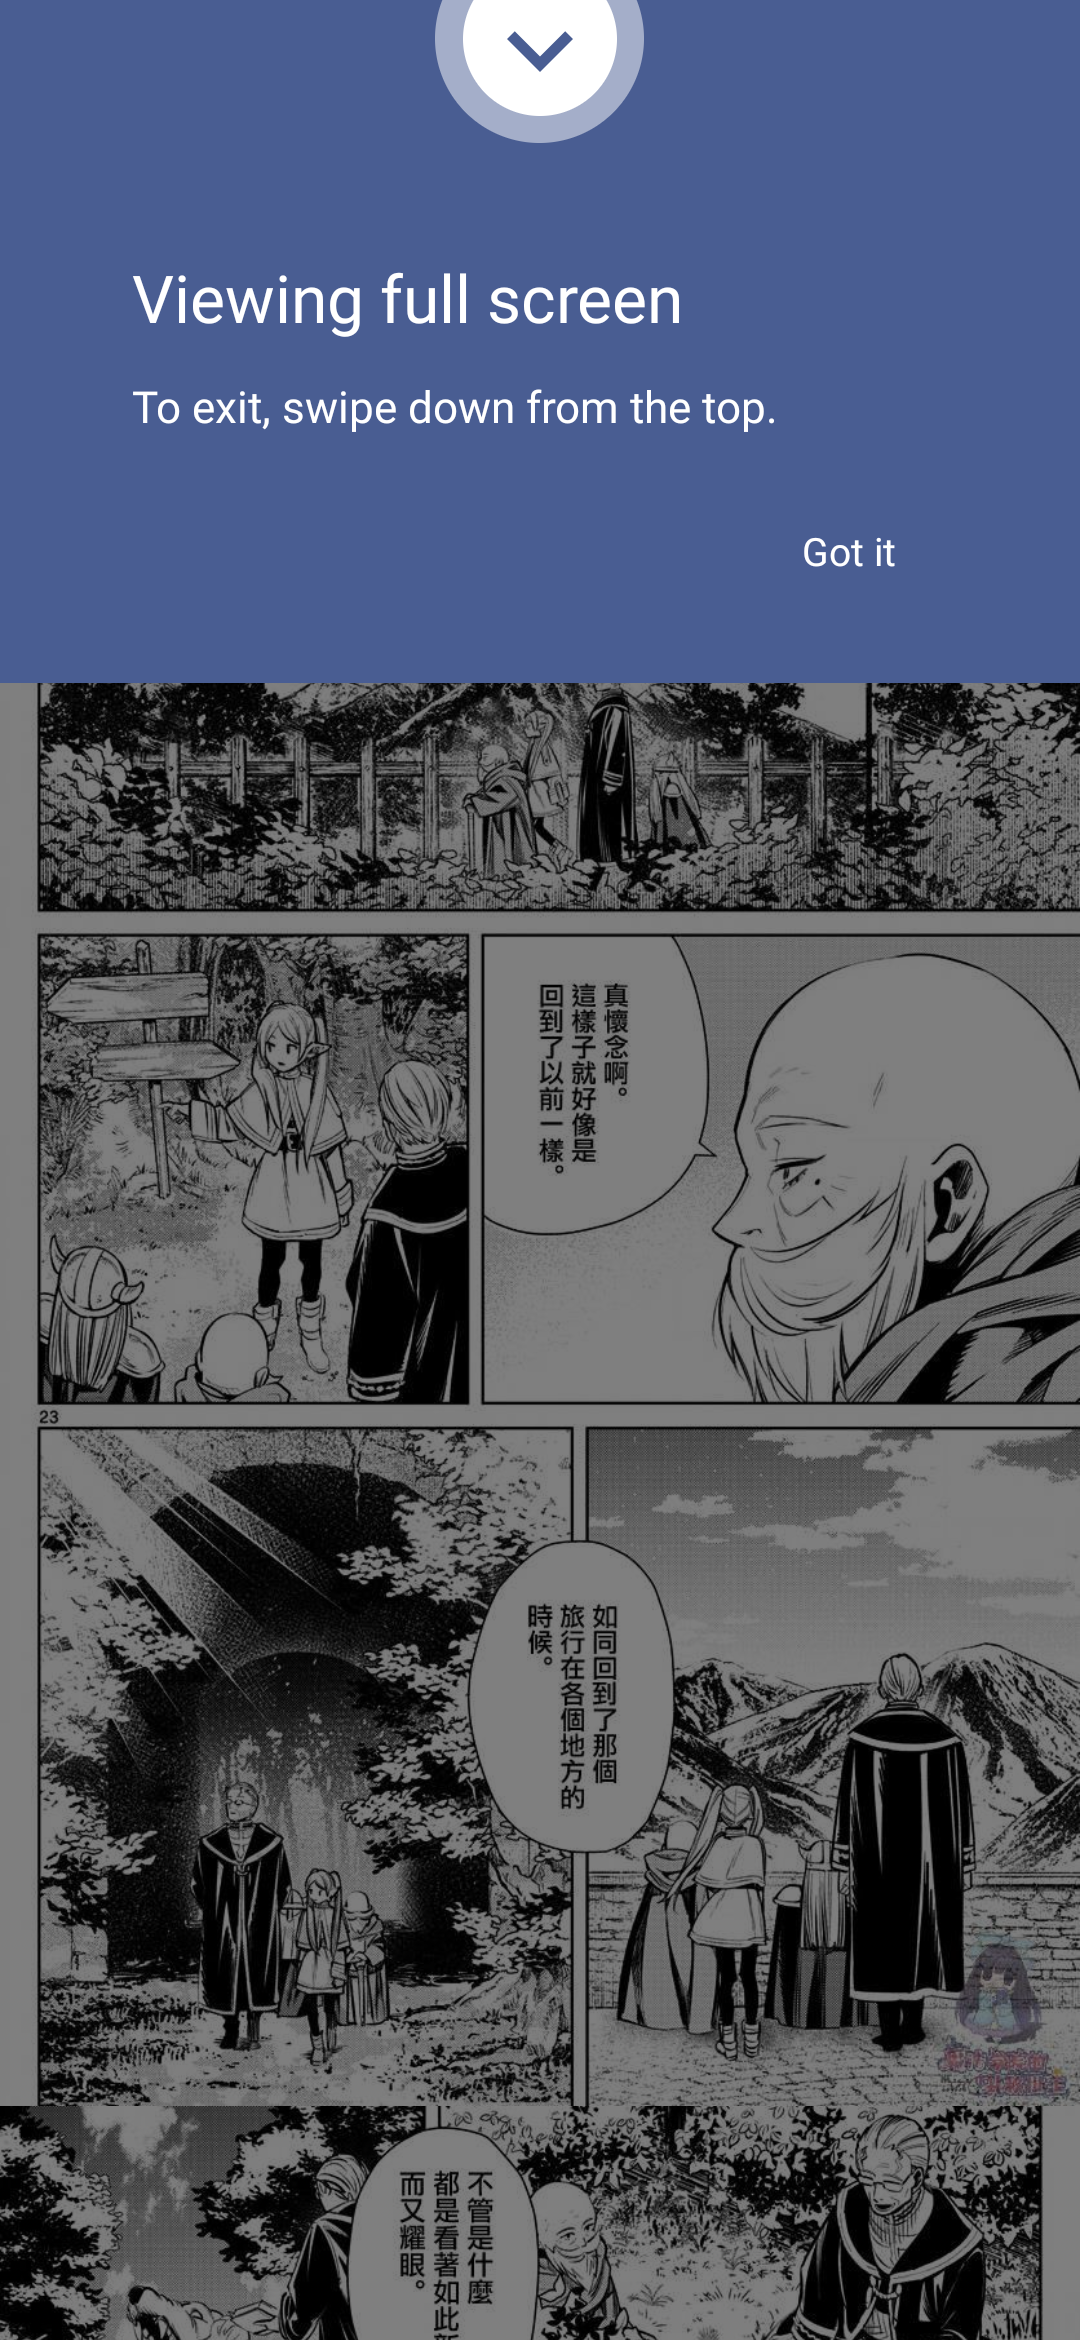 Viewing full screen
To exit, swipe down from the top.
Got it
真懷念啊。
這樣子就好像是
回到了以前一樣。
23
如同回到了那個
旅行在各個地方的
時候。
不管是什麼
都是看著如此
而又耀眼。